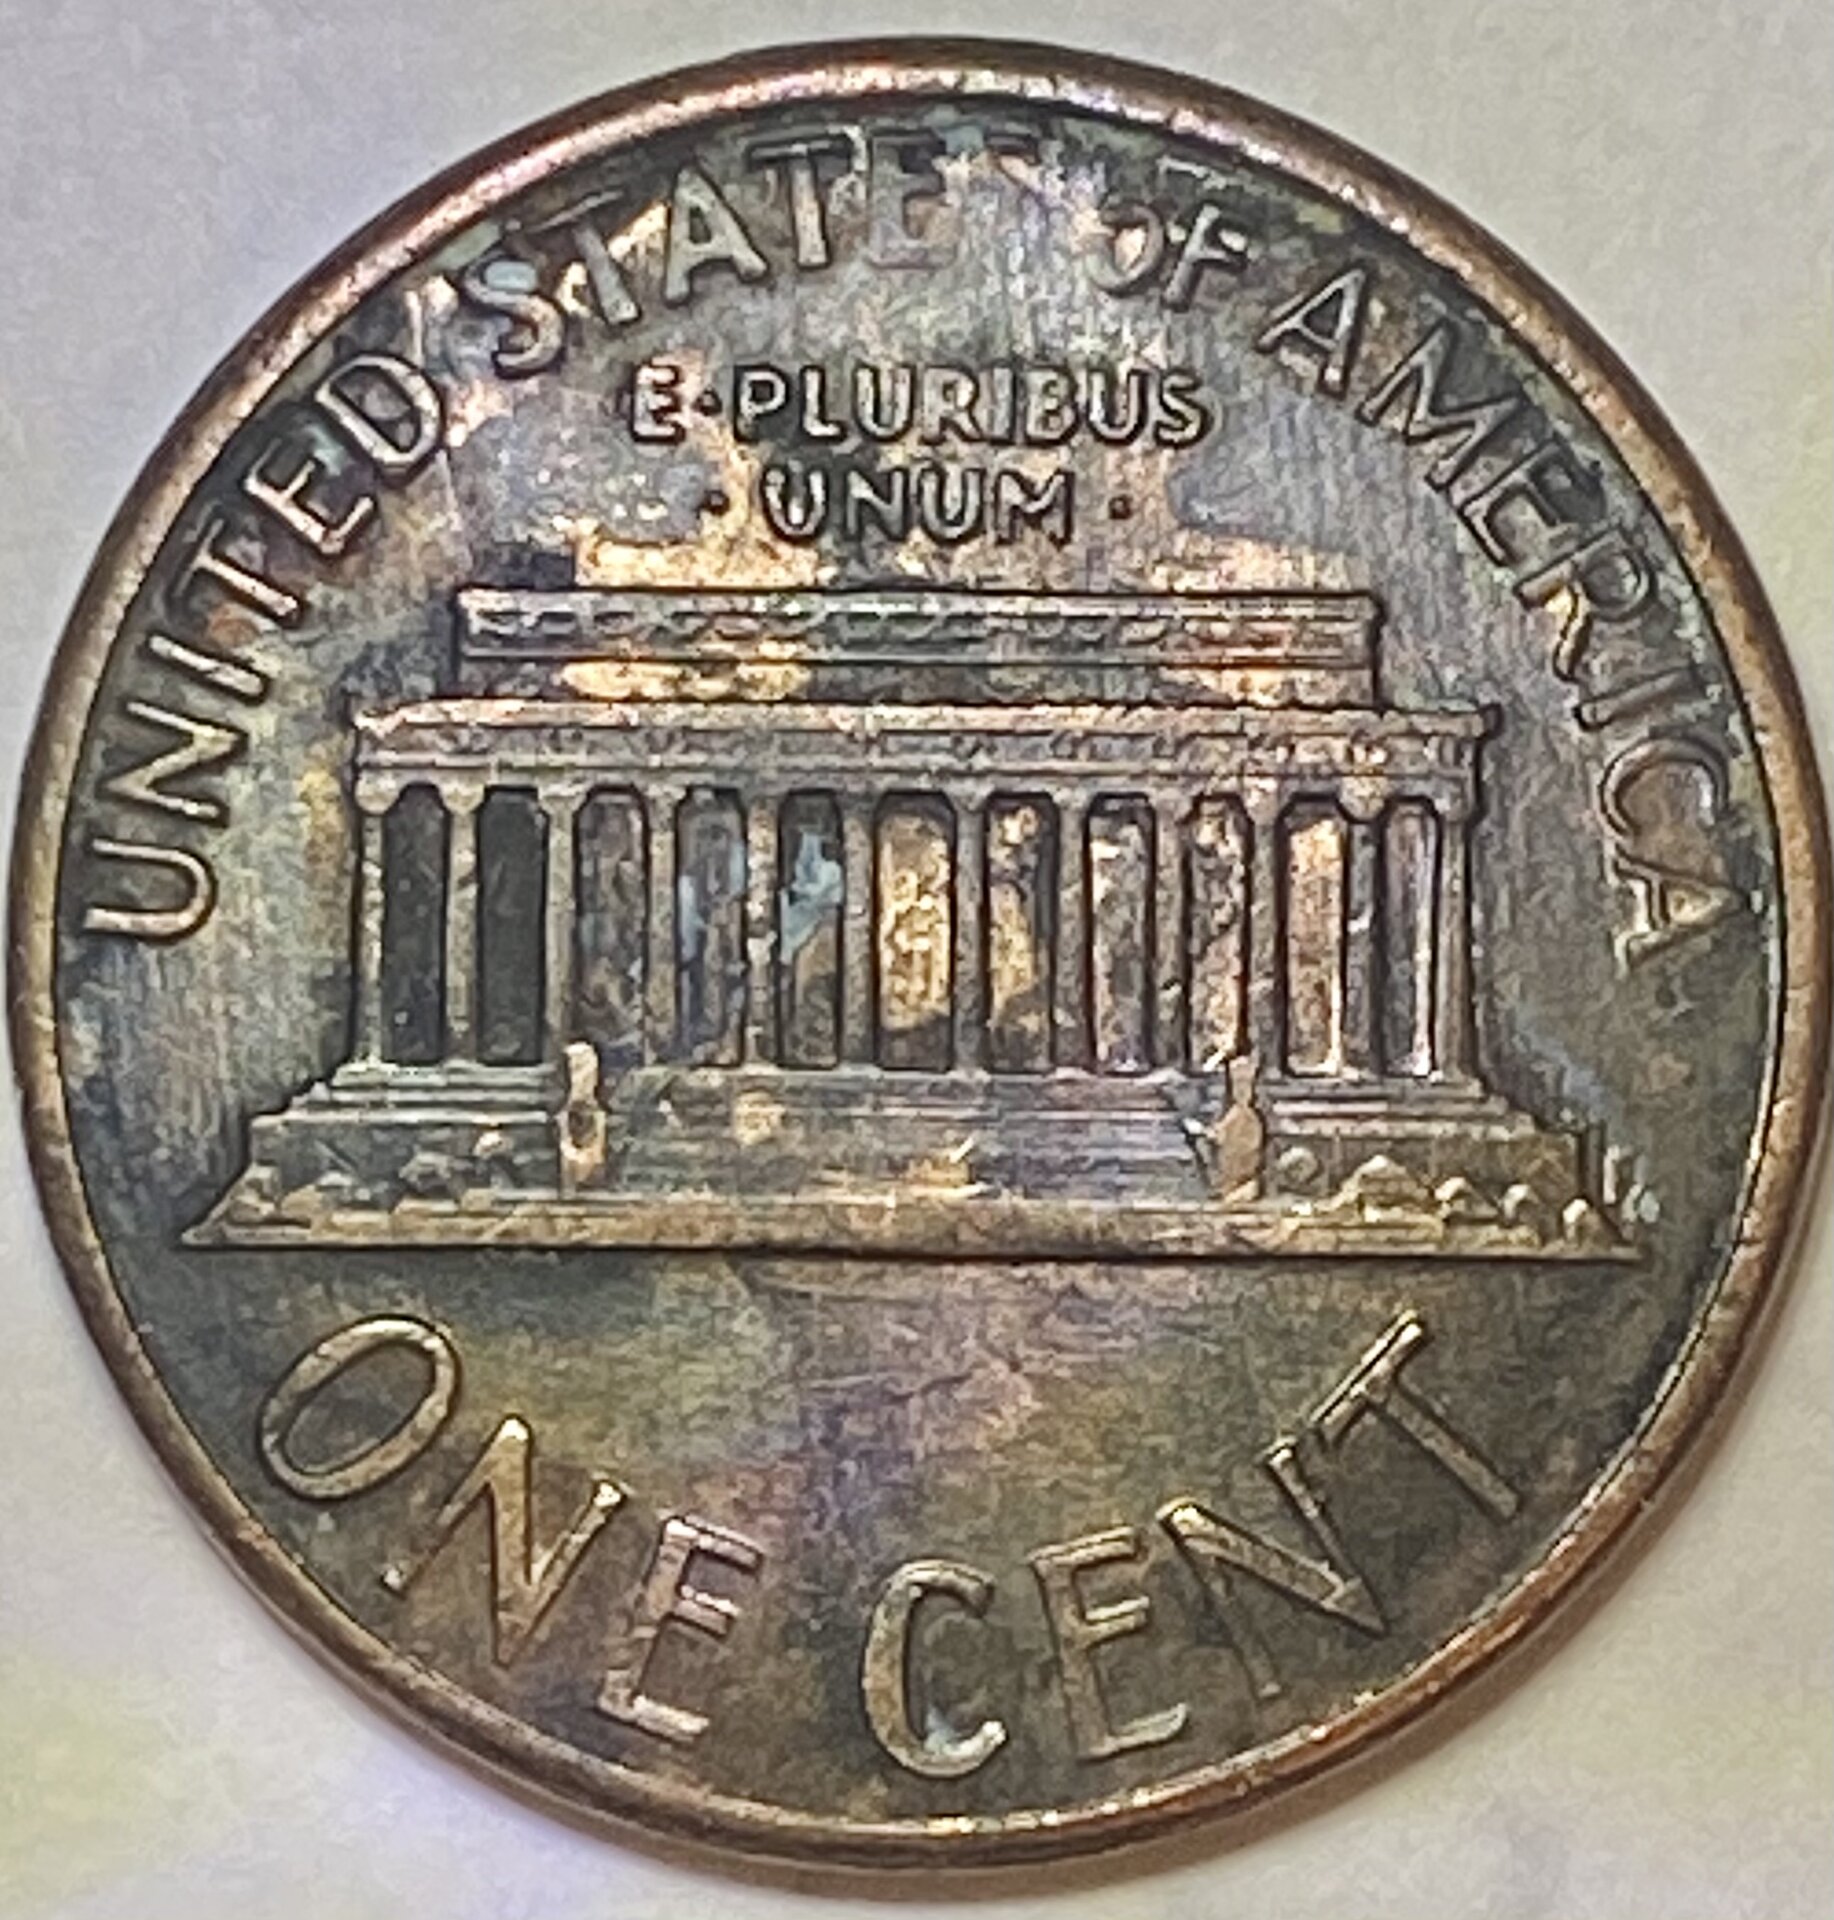 UNITED STATES OF AMERICA
E·PLURIBUS
·UNUM·
ONE CENT